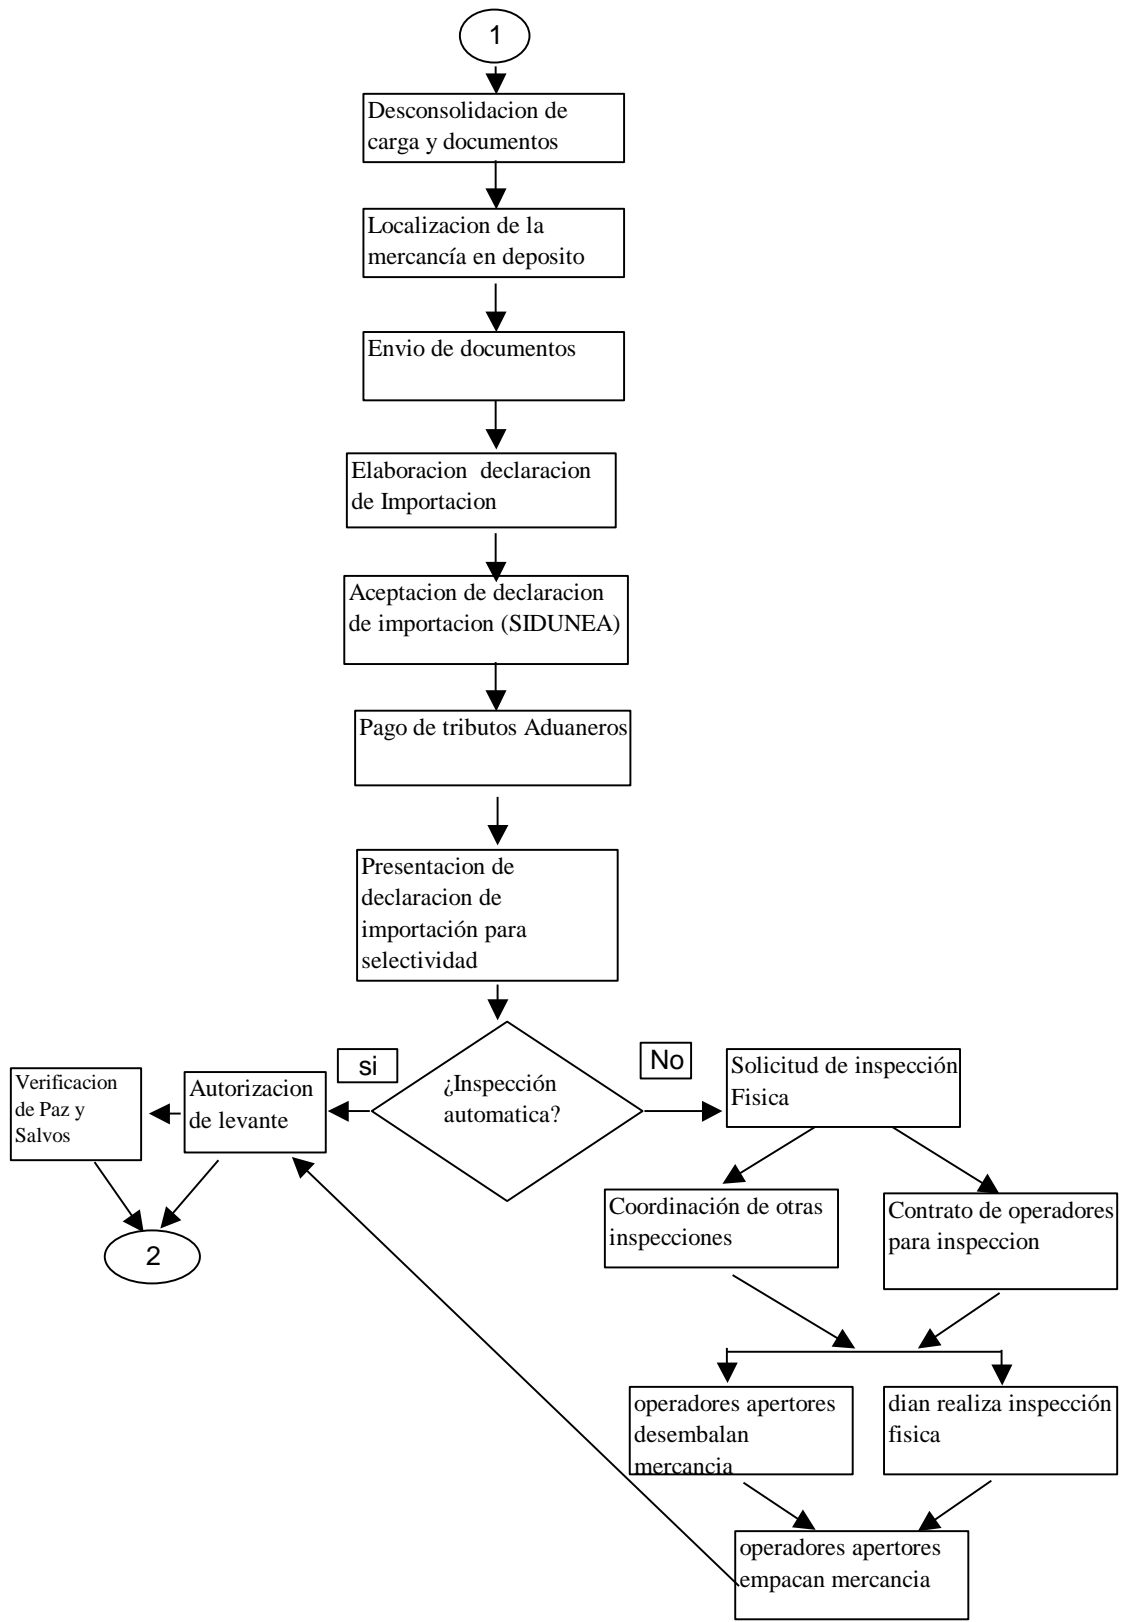 1
Desconsolidacion de
carga y documentos
Localizacion de la
mercancía en deposito
Envio de documentos
Elaboracion declaracion
de Importacion
Aceptacion de declaracion
de importacion (SIDUNEA)
Pago de tributos Aduaneros
Presentacion de
declaracion de
importación para
selectividad
¿Inspección
automatica?
si
No
Verificacion
de Paz y
Salvos
Autorizacion
de levante
2
Solicitud de inspección
Fisica
Coordinación de otras
inspecciones
Contrato de operadores
para inspeccion
operadores apertores
desembalan
mercancia
dian realiza inspección
fisica
operadores apertores
empacan mercancia